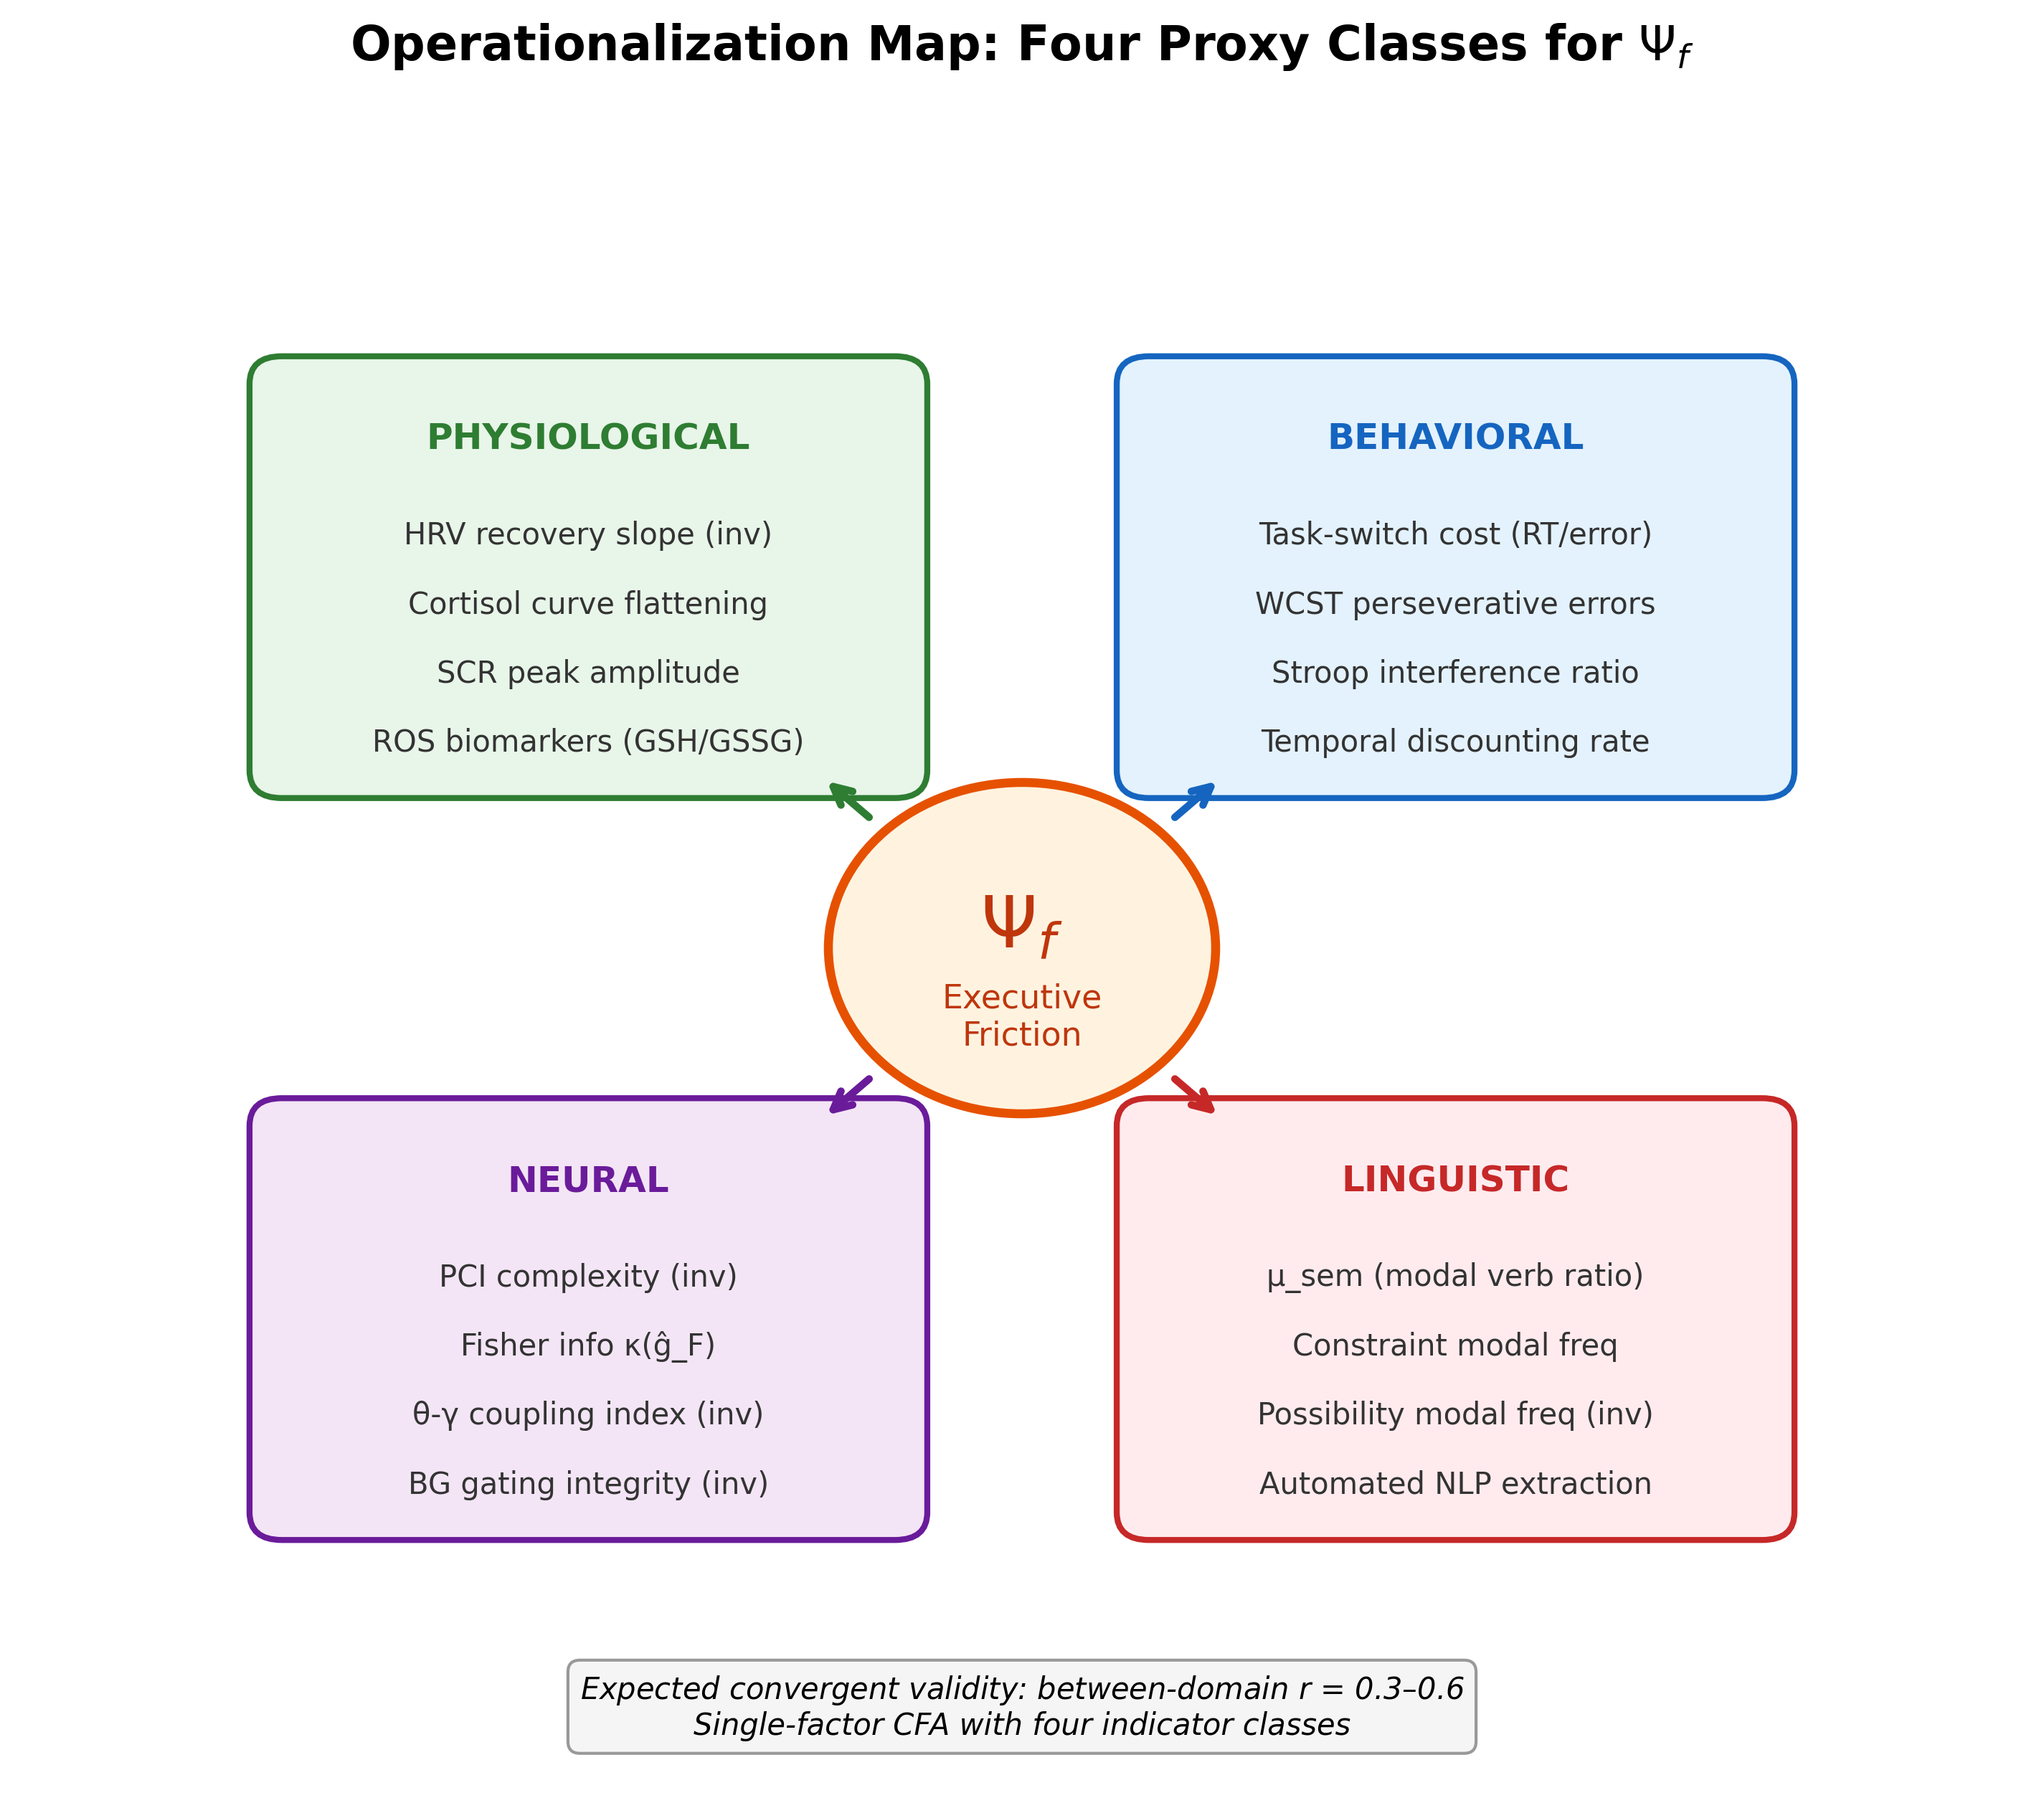 Operationalization Map: Four Proxy Classes for Ψf
PHYSIOLOGICAL
HRV recovery slope (inv)
Cortisol curve flattening
SCR peak amplitude
ROS biomarkers (GSH/GSSG)
BEHAVIORAL
Task-switch cost (RT/error)
WCST perseverative errors
Stroop interference ratio
Temporal discounting rate
Ψf
Executive
Friction
NEURAL
PCI complexity (inv)
Fisher info κ(ĝ_F)
θ-γ coupling index (inv)
BG gating integrity (inv)
LINGUISTIC
μ_sem (modal verb ratio)
Constraint modal freq
Possibility modal freq (inv)
Automated NLP extraction
Expected convergent validity: between-domain r = 0.3–0.6
Single-factor CFA with four indicator classes